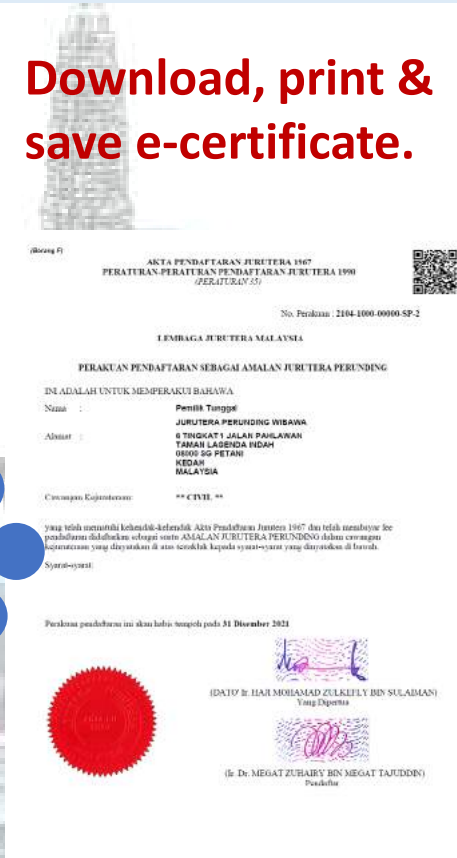 Download, print &
save e-certificate.
(Borang F)
AKTA PENDAFTARAN JURUTERA 1967
PERATURAN-PERATURAN PENDAFTARAN JURUTERA 1990
(PERATURAN 35)
No. Perakuan : 2104-1000-00000-SP-2
LEMBAGA JURUTERA MALAYSIA
PERAKUAN PENDAFTARAN SEBAGAI AMALAN JURUTERA PERUNDING
INI ADALAH UNTUK MEMPERAKUI BAHAWA
Nama : Pemilik Tunggal
JURUTERA PERUNDING WIBAWA
Alamat : 6 TINGKAT 1 JALAN PAHLAWAN
TAMAN LAGENDA INDAH
08000 SG PETANI
KEDAH
MALAYSIA
Cawangan Kejuruteraan: ** CIVIL **
yang telah mematuhi kehendak-kehendak Akta Pendaftaran Jurutera 1967 dan telah membayar fee
pendaftaran didaftarkan sebagai suatu AMALAN JURUTERA PERUNDING dalam cawangan
kejuruteraan yang dinyatakan di atas tertakluk kepada syarat-syarat yang dinyatakan di bawah.
Syarat-syarat:
Perakuan pendaftaran ini akan habis tempoh pada 31 Disember 2021
(DATO' Ir. HAJI MOHAMAD ZULKEFLY BIN SULAIMAN)
Yang Dipertua
(Ir. Dr. MEGAT ZUHAIRY BIN MEGAT TAJUDDIN)
Pendaftar